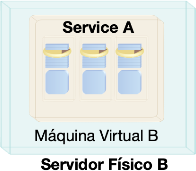 Service A
Máquina Virtual B
Servidor Físico B